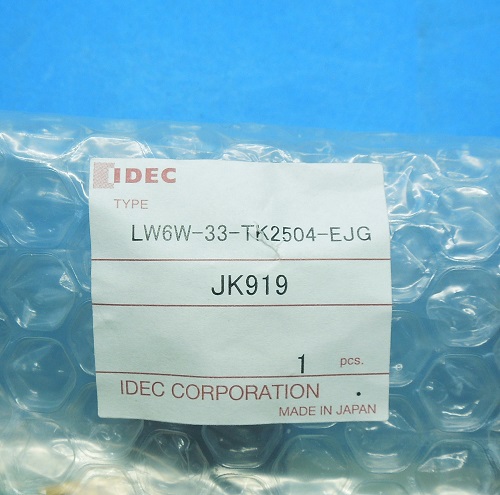 IDEC
TYPE
LW6W-33-TK2504-EJG
JK919
1 pcs.
IDEC CORPORATION .
MADE IN JAPAN